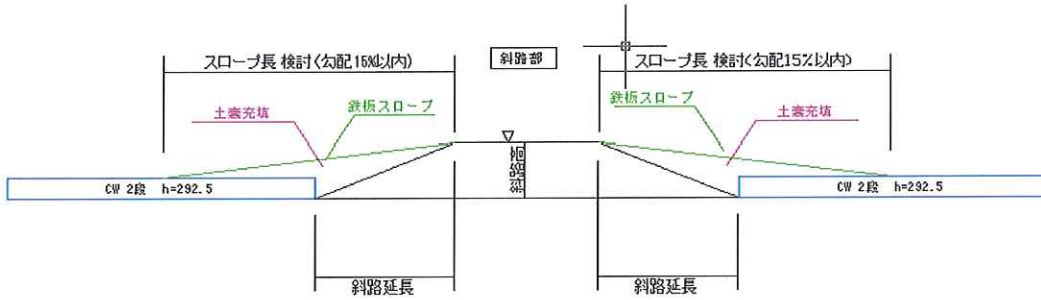 斜路部
スロープ長 検討(勾配15%以内)
スロープ長 検討(勾配15%以内)
土嚢充填
鉄板スロープ
鉄板スロープ
土嚢充填
斜路高
CW 2段 h=292.5
CW 2段 h=292.5
斜路延長
斜路延長